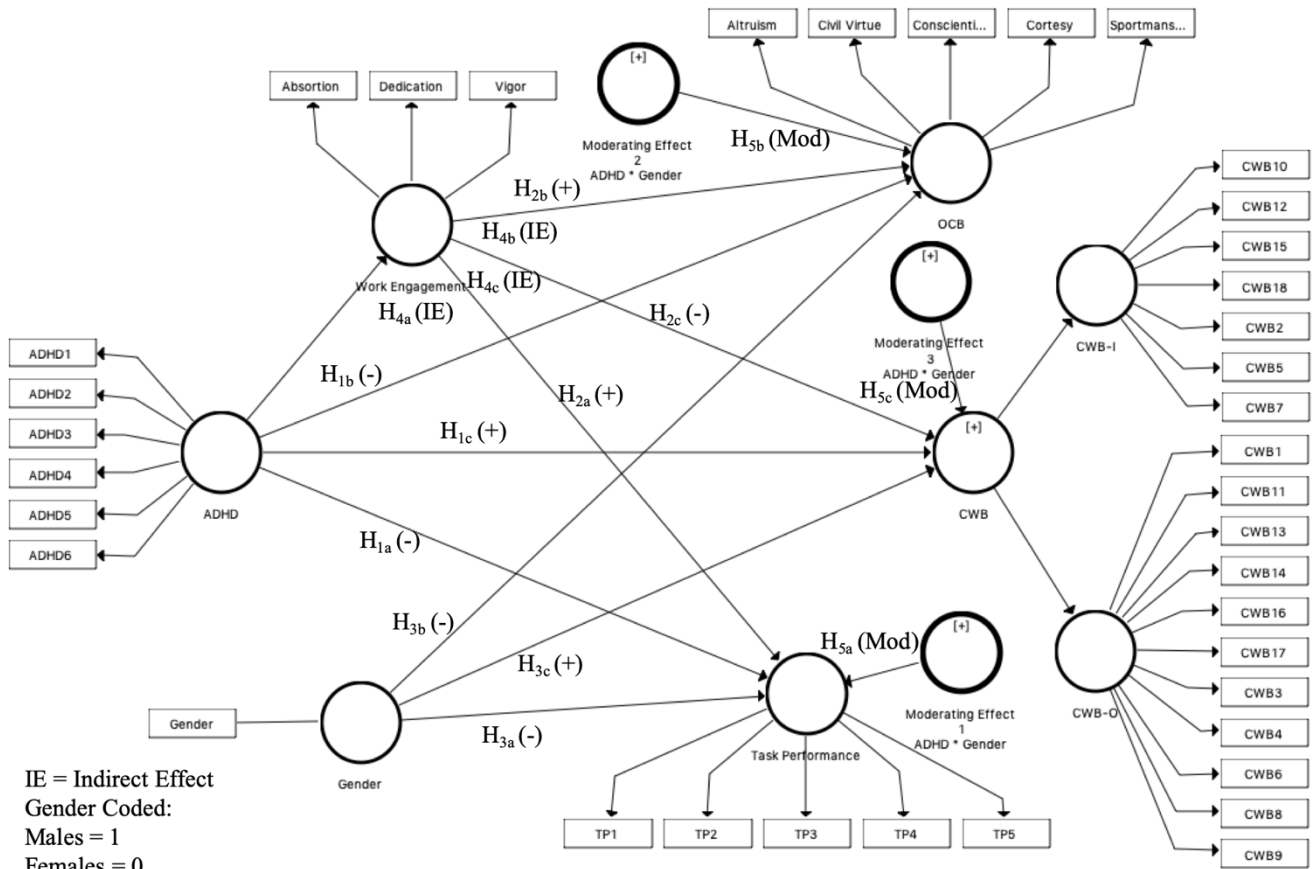 Altruism
Civil Virtue
Conscienti...
Cortesy
Sportmans...
[+]
Absortion
Dedication
Vigor
Moderating Effect
2
ADHD * Gender
H5b (Mod)
OCB
CWB10
CWB12
CWB15
CWB18
CWB2
CWB5
CWB7
CWB-I
H2b (+)
H4b (IE)
[+]
Work Engagement
H4c (IE)
H4a (IE)
H2c (-)
Moderating Effect
3
ADHD * Gender
H5c (Mod)
ADHD1
ADHD2
ADHD3
ADHD4
ADHD5
ADHD6
ADHD
H1b (-)
H2a (+)
H1c (+)
[+]
CWB
H1a (-)
CWB1
CWB11
CWB13
CWB14
CWB16
CWB17
CWB3
CWB4
CWB6
CWB8
CWB9
CWB-O
H3b (-)
H3c (+)
H5a (Mod)
[+]
Moderating Effect
1
ADHD * Gender
Gender
Gender
H3a (-)
Task Performance
TP1
TP2
TP3
TP4
TP5
IE = Indirect Effect
Gender Coded:
Males = 1
Females = 0